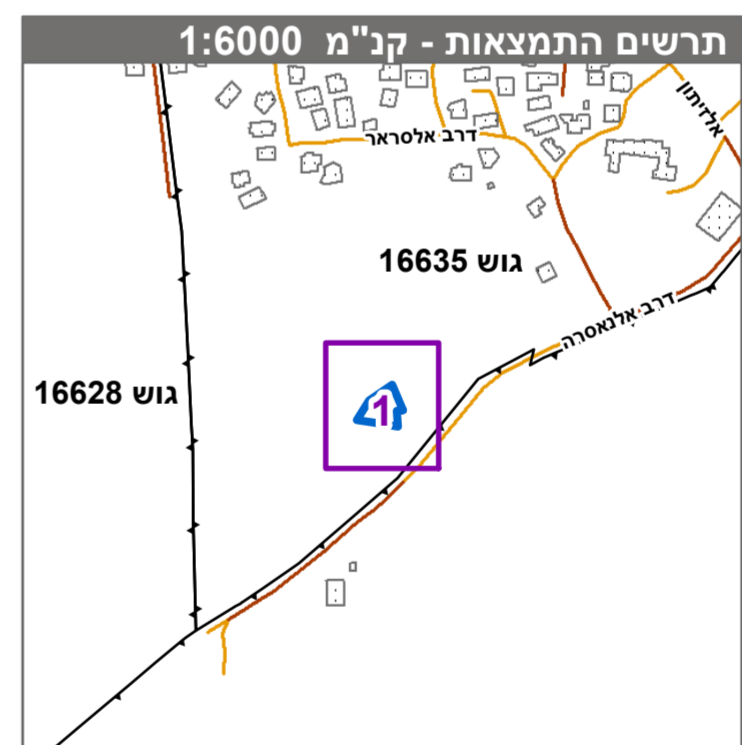 תרשים התמצאות - קנ"מ 1:6000
אלזיתון
דרב אלסראר
גוש 16635
דרב אלנאסרה
גוש 16628
1